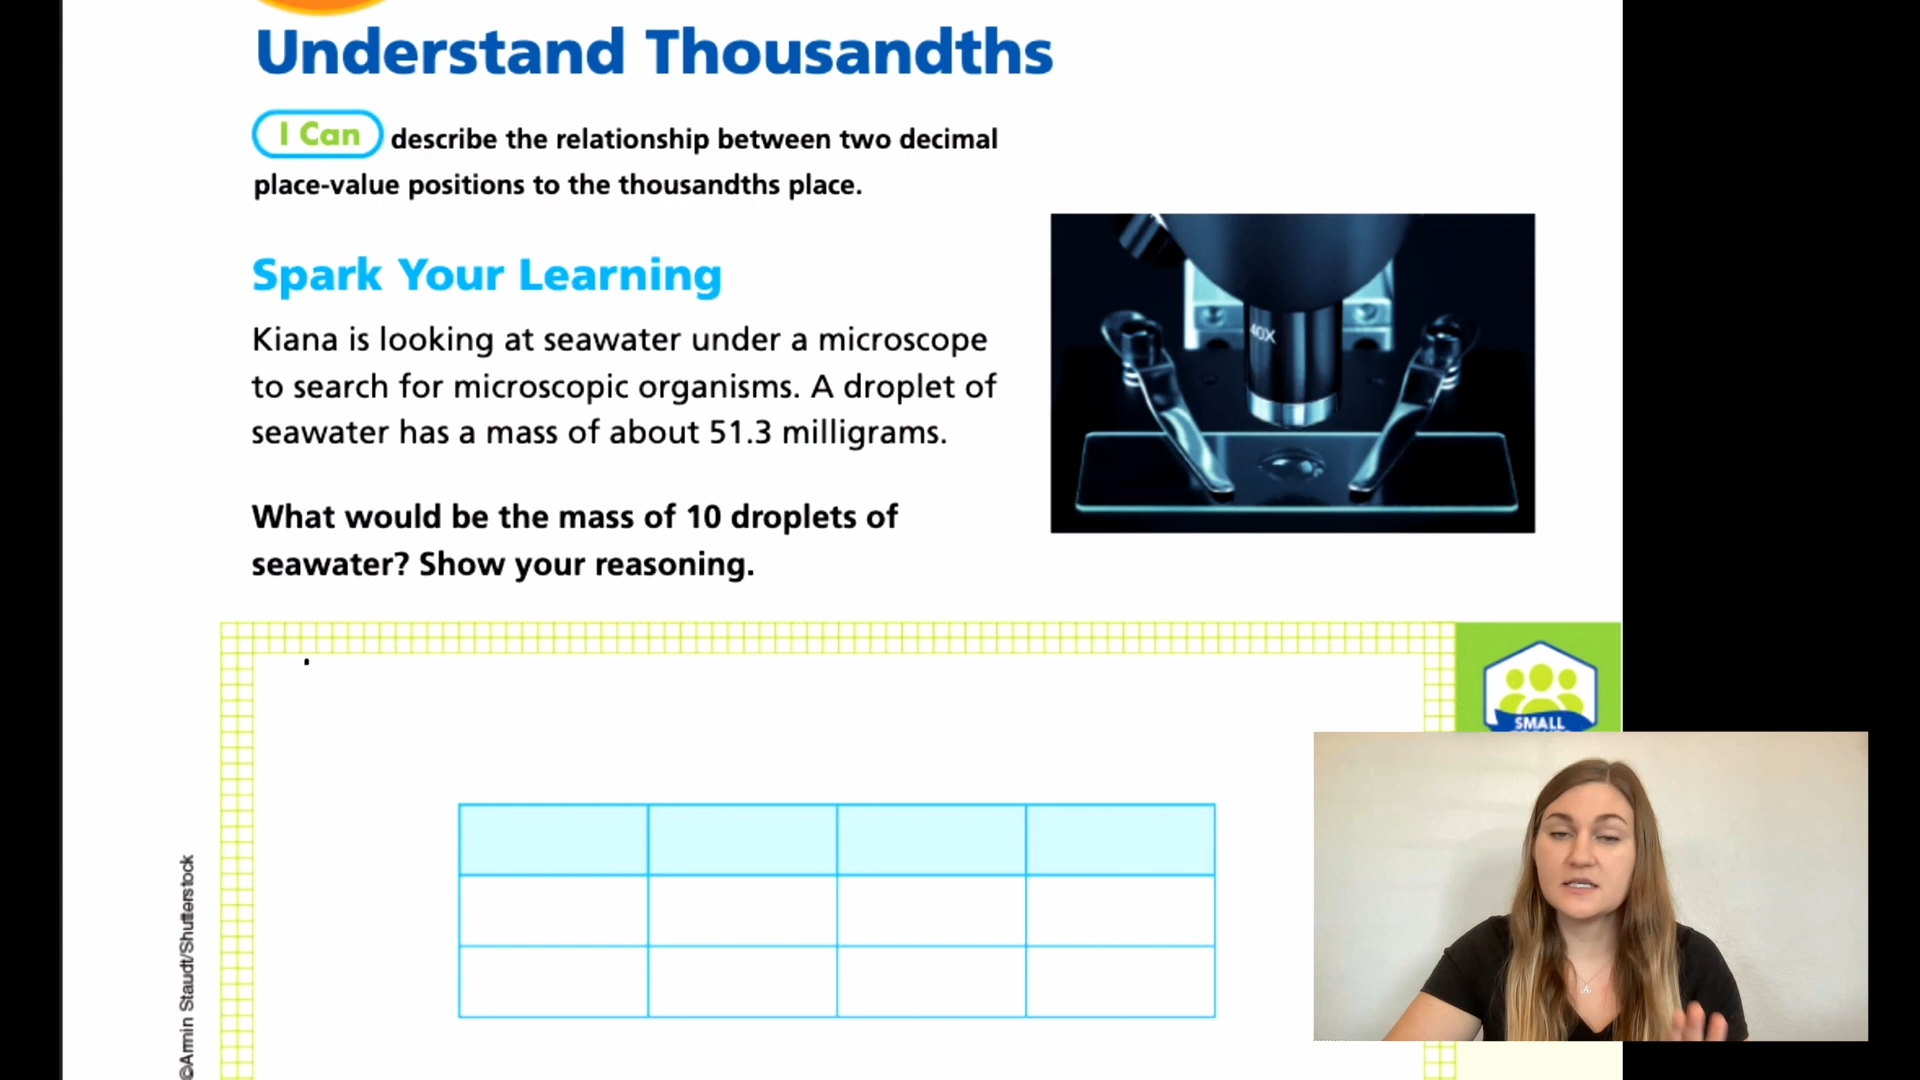 Understand Thousandths
I Can describe the relationship between two decimal
place-value positions to the thousandths place.
Spark Your Learning
Kiana is looking at seawater under a microscope
to search for microscopic organisms. A droplet of
seawater has a mass of about 51.3 milligrams.
40X
What would be the mass of 10 droplets of
seawater? Show your reasoning.
SMALL
©Armin Staudt/Shutterstock